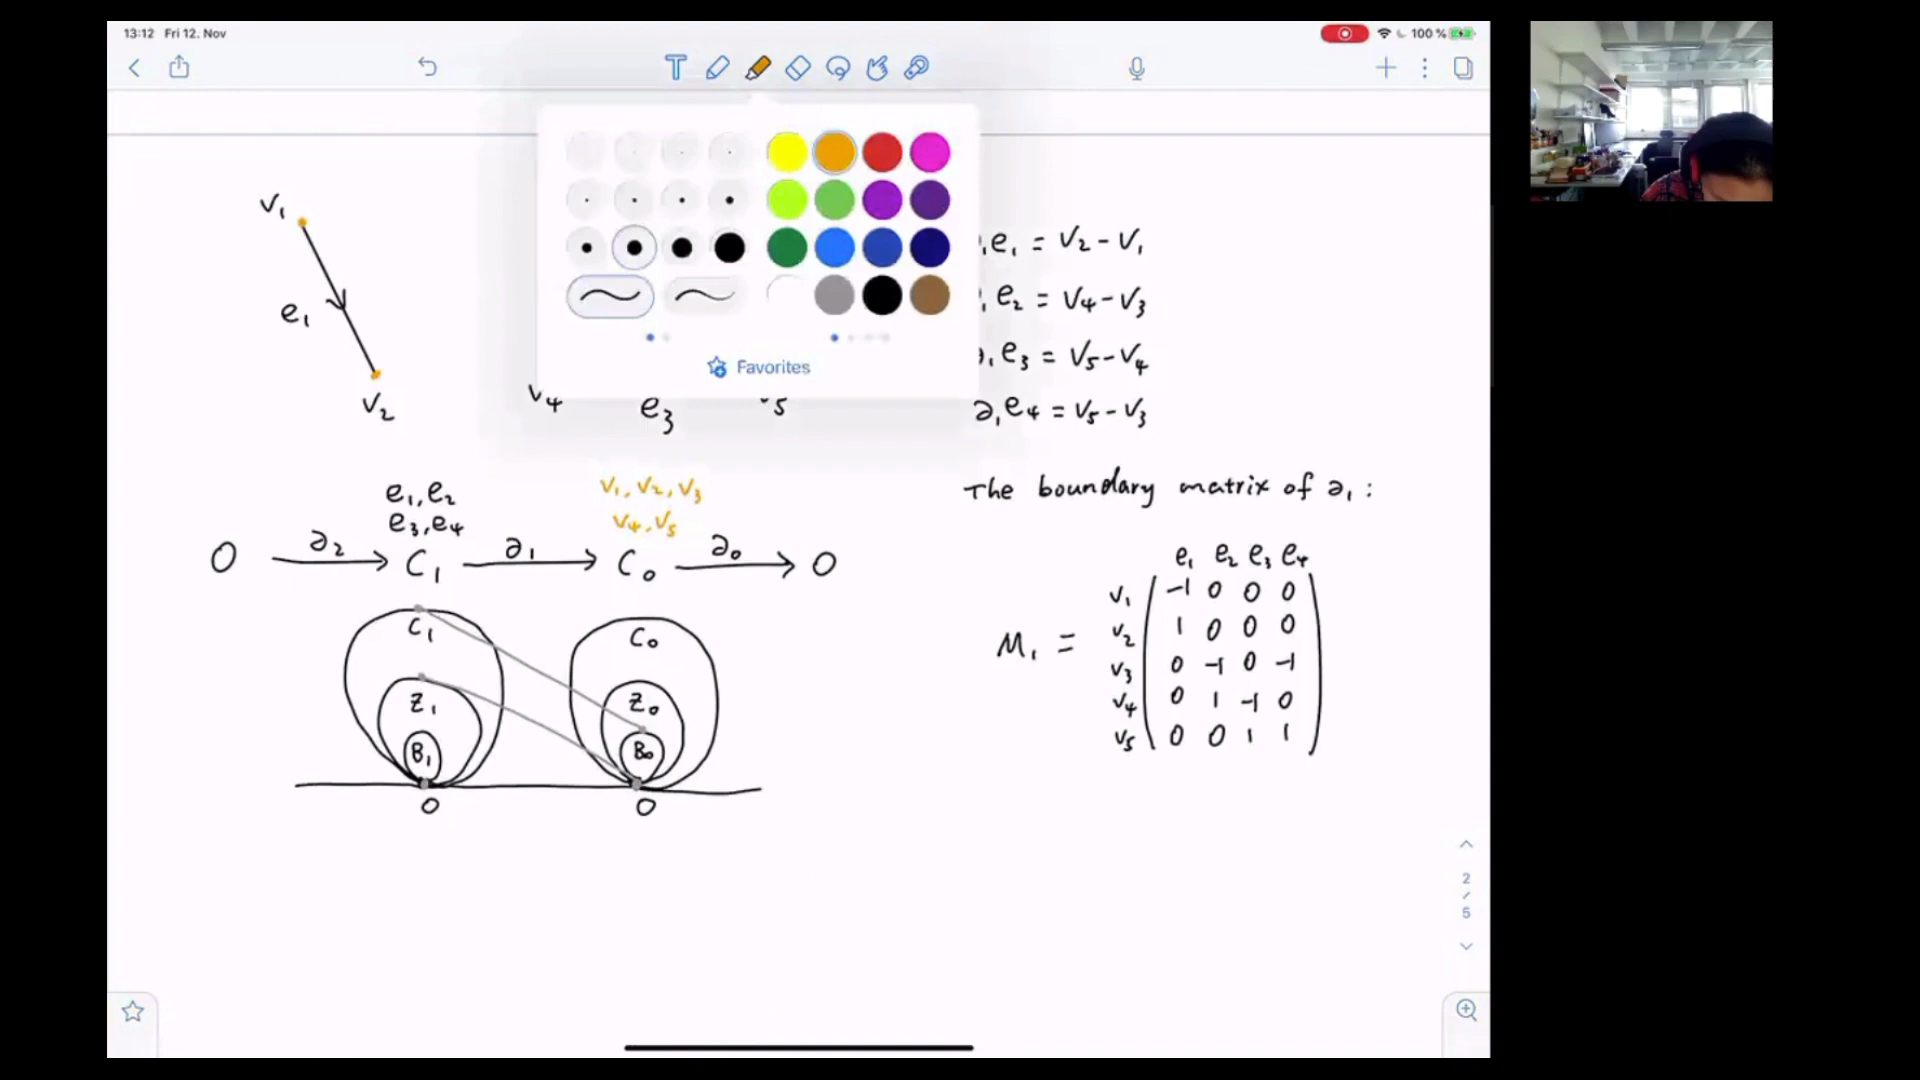 13:12 Fri 12. Nov
100 %
T
Favorites
v₁
e₁
v₂
v₄ e₃ v₅
₁e₁ = v₂ - v₁
₁e₂ = v₄ - v₃
∂₁e₃ = v₅ - v₄
∂₁e₄ = v₅ - v₃
e₁, e₂
e₃, e₄
v₁, v₂, v₃
v₄, v₅
0 ∂₂ C₁ ∂₁ C₀ ∂₀ 0
C₁ C₀
Z₁ Z₀
B₁ B₀
0 0
The boundary matrix of ∂₁ :
e₁ e₂ e₃ e₄
v₁ -1 0 0 0
v₂ 1 0 0 0
M₁ =
v₃ 0 -1 0 -1
v₄ 0 1 -1 0
v₅ 0 0 1 1
2
/
5